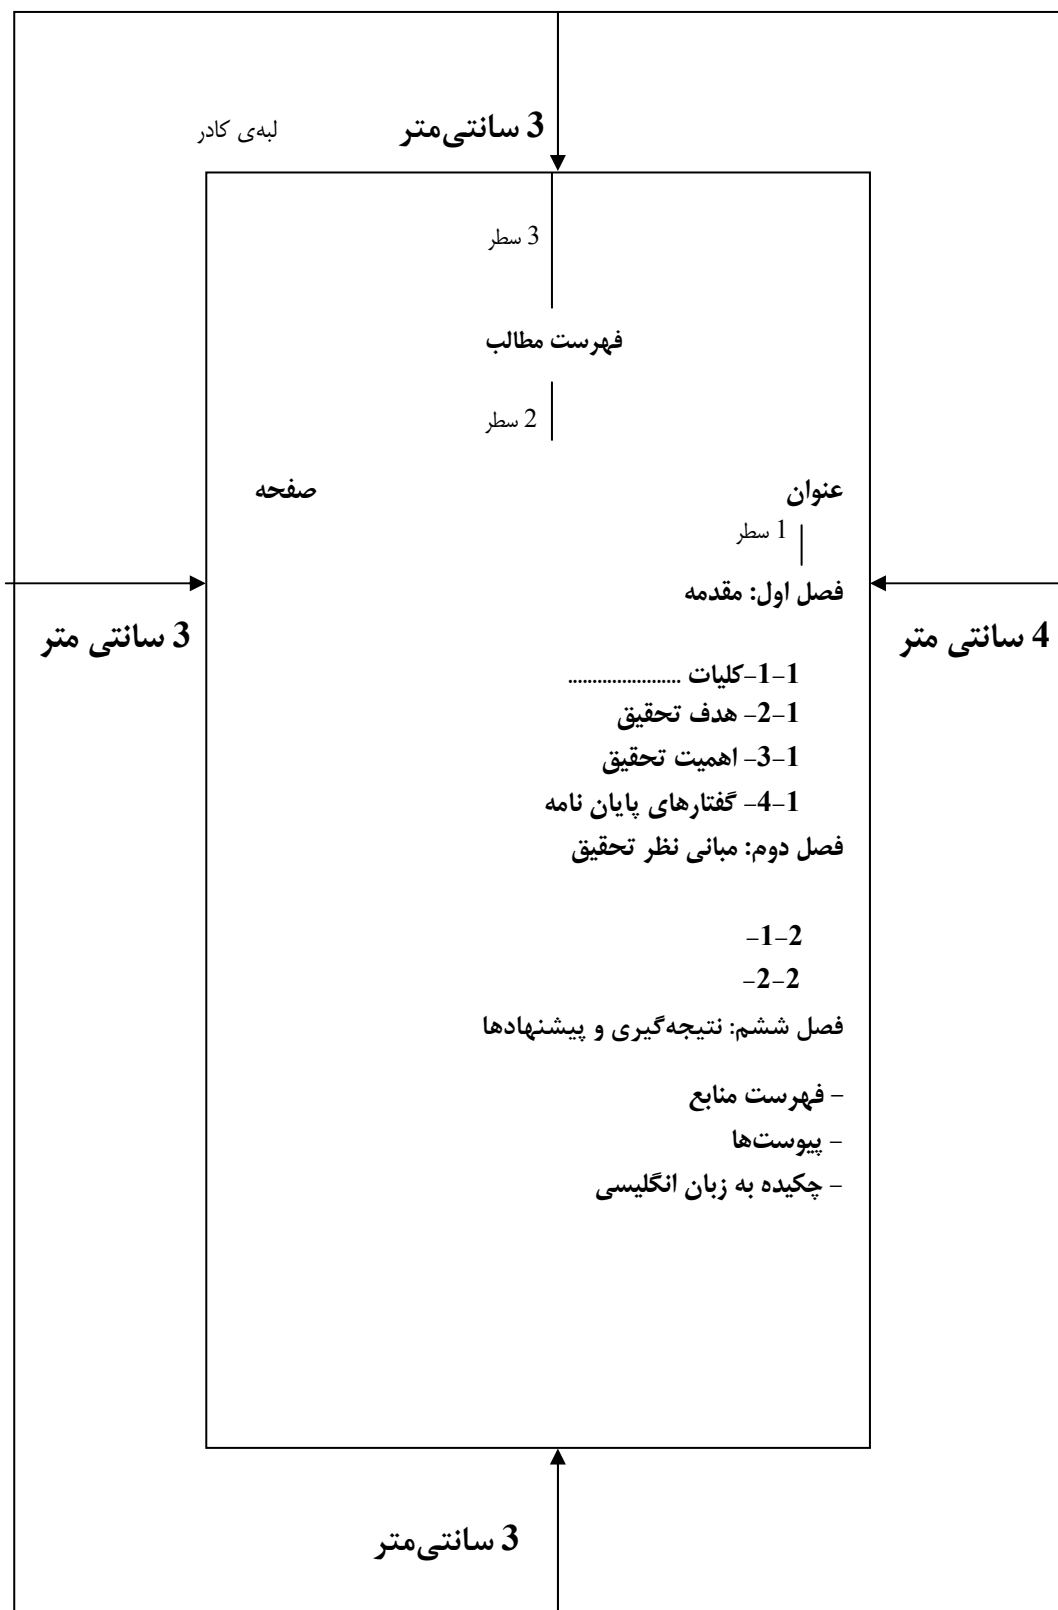 3 سانتی‌متر
لبه‌ی کادر
3 سطر
فهرست مطالب
2 سطر
عنوان صفحه
1 سطر
فصل اول: مقدمه
4 سانتی متر
3 سانتی متر
1-1-کلیات .......................
1-2- هدف تحقیق
1-3- اهمیت تحقیق
1-4- گفتارهای پایان نامه
فصل دوم: مبانی نظر تحقیق
2-1-
2-2-
فصل ششم: نتیجه‌گیری و پیشنهادها
- فهرست منابع
- پیوست‌ها
- چکیده به زبان انگلیسی
3 سانتی‌متر